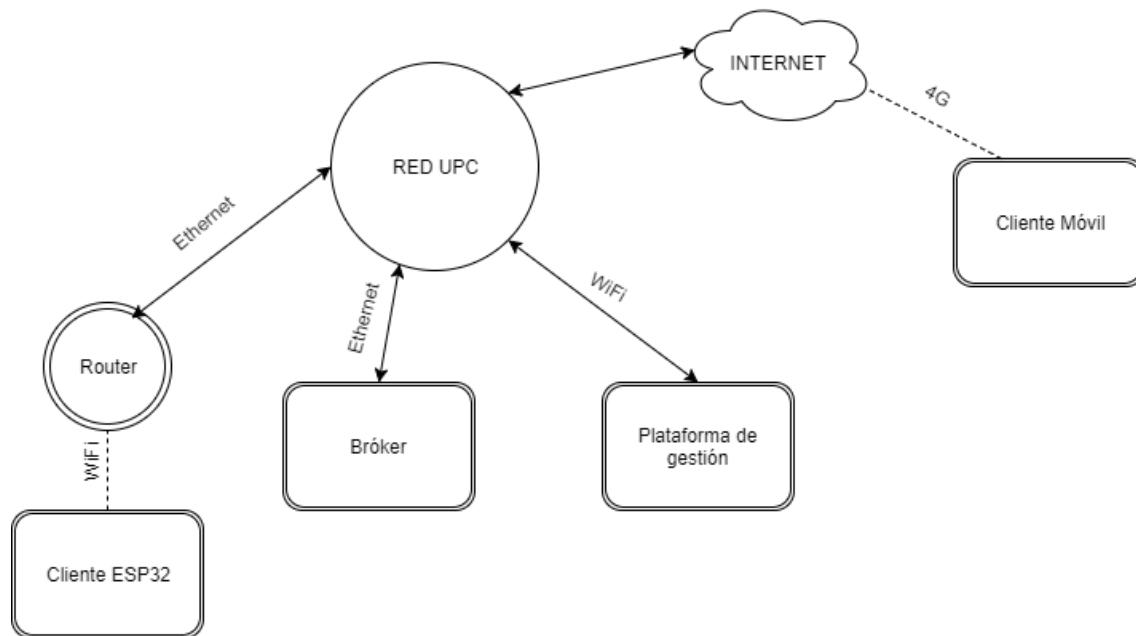 INTERNET
4G
RED UPC
Cliente Móvil
Ethernet
Ethernet
WiFi
Router
Bróker
Plataforma de
gestión
WiFi
Cliente ESP32